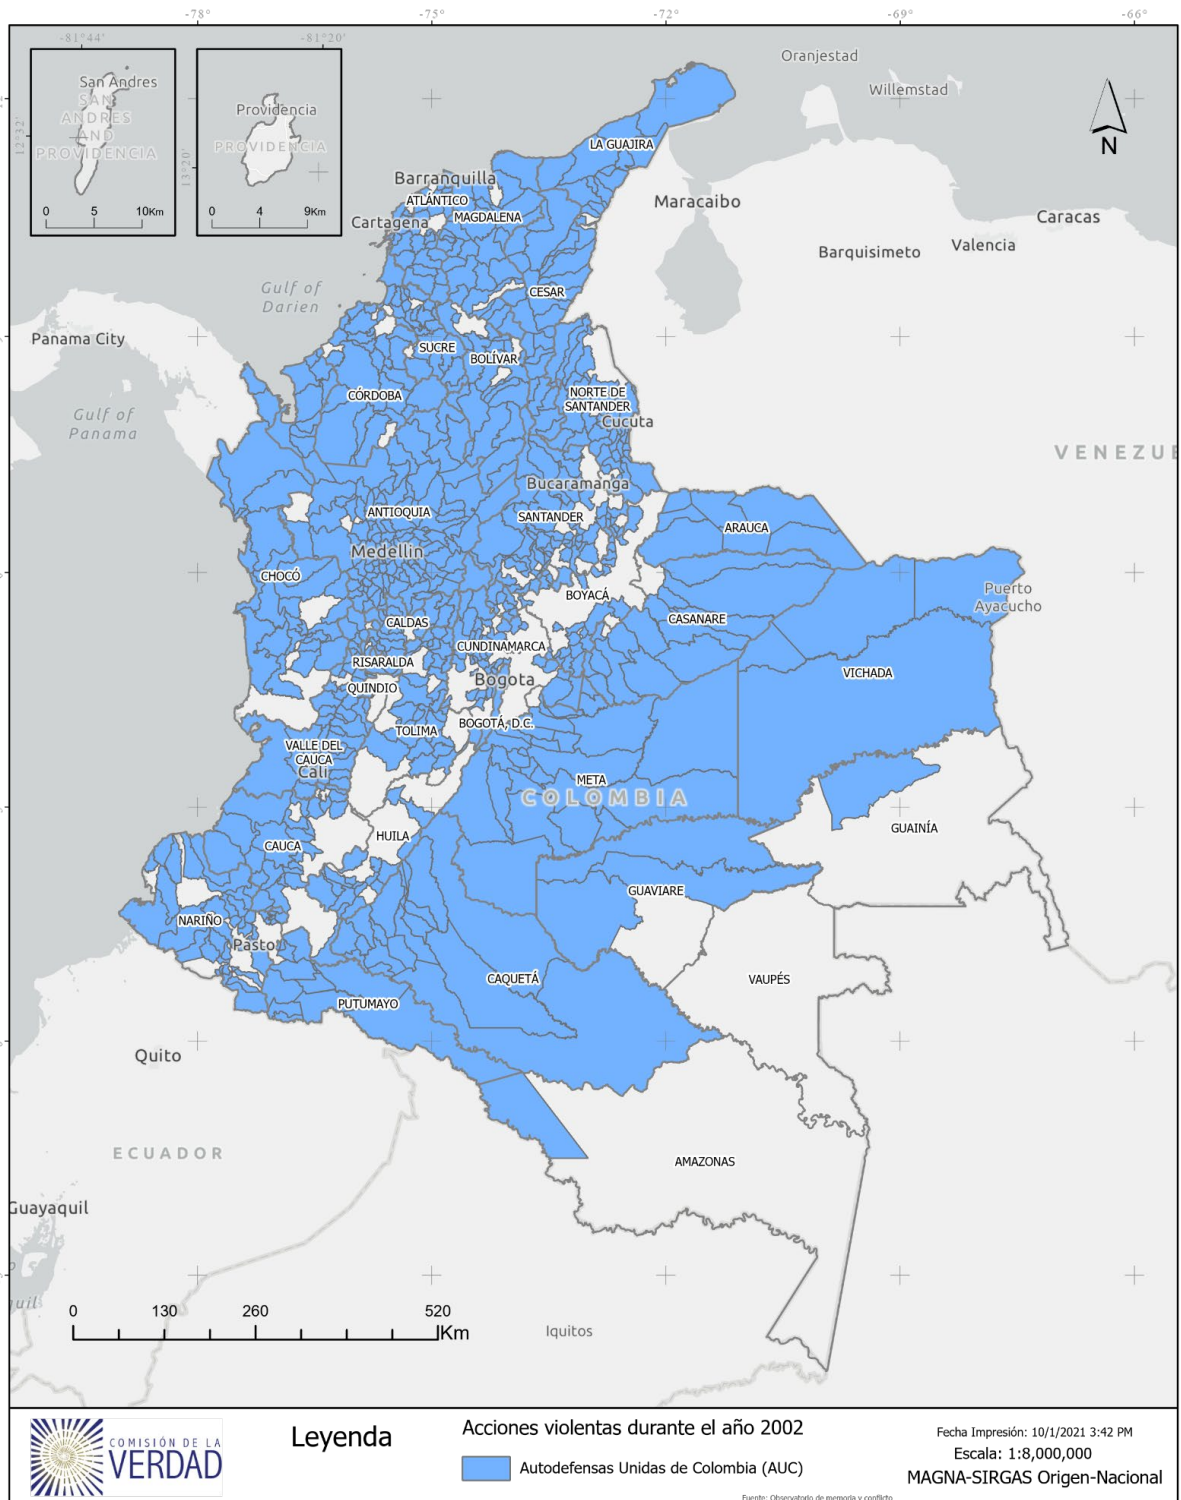 -78°
-75°
-72°
-69°
-66°
-81°44'
-81°20'
12°32'
13°20'
San Andres
SAN
ANDRES
AND
PROVIDENCIA
0 5 10Km
Providencia
PROVIDENCIA
0 4 9Km
Oranjestad
Willemstad
N
LA GUAJIRA
Barranquilla
ATLÁNTICO
MAGDALENA
Cartagena
Maracaibo
Caracas
Valencia
Barquisimeto
Gulf of
Darien
CESAR
Panama City
SUCRE
BOLÍVAR
CÓRDOBA
NORTE DE
SANTANDER
Cucuta
Gulf of
Panama
VENEZUE
Bucaramanga
ANTIOQUIA
SANTANDER
ARAUCA
Medellin
CHOCÓ
BOYACÁ
Puerto
Ayacucho
CALDAS
CASANARE
CUNDINAMARCA
RISARALDA
VICHADA
QUINDIO
Bogota
BOGOTÁ, D.C.
TOLIMA
VALLE DEL
CAUCA
Cali
META
COLOMBIA
GUAINÍA
HUILA
CAUCA
GUAVIARE
NARIÑO
Pasto
CAQUETÁ
VAUPÉS
PUTUMAYO
Quito
ECUADOR
AMAZONAS
Guayaquil
uil
0 130 260 520
Km
Iquitos
COMISIÓN DE LA
VERDAD
Leyenda
Acciones violentas durante el año 2002
Autodefensas Unidas de Colombia (AUC)
Fecha Impresión: 10/1/2021 3:42 PM
Escala: 1:8,000,000
MAGNA-SIRGAS Origen-Nacional
Fuente: Observatorio de memoria y conflicto